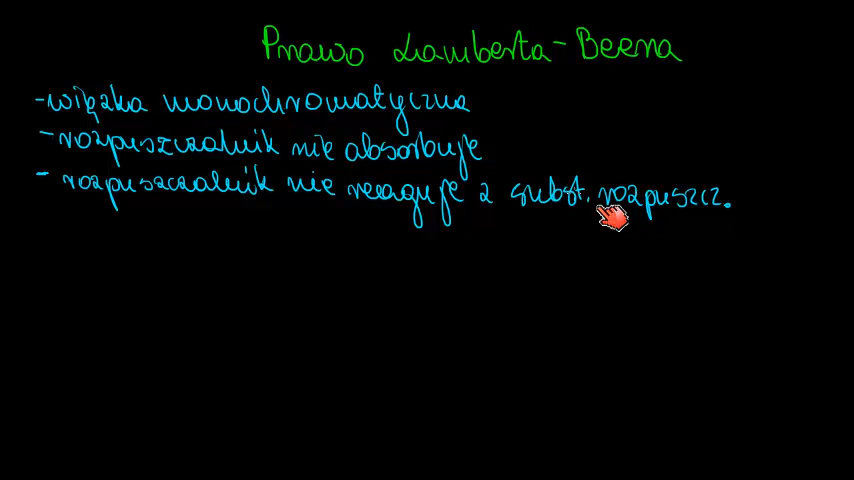 Prawo Lamberta-Beera
- wiązka monochromatyczna
- rozpuszczalnik nie absorbuje
- rozpuszczalnik nie reaguje z subst. rozpuszcz.